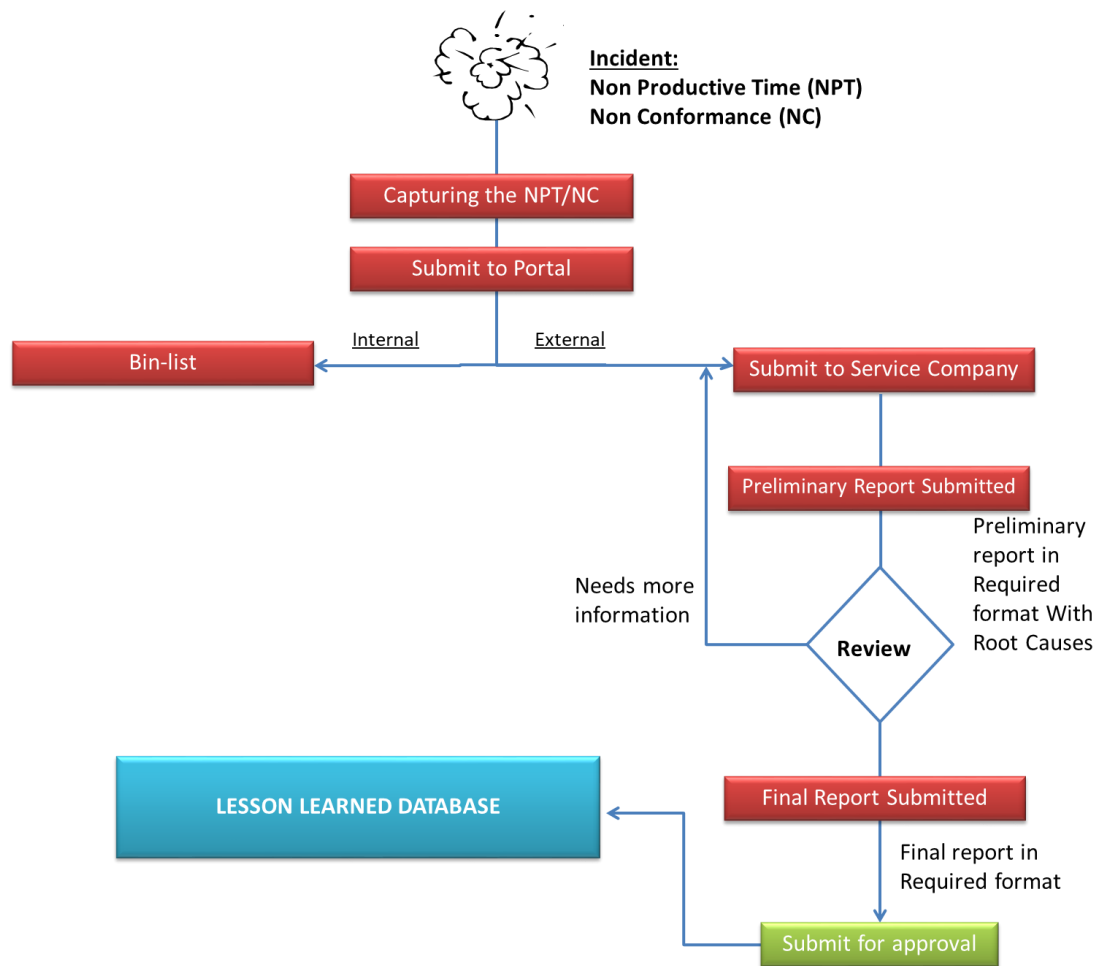 Incident:
Non Productive Time (NPT)
Non Conformance (NC)
Capturing the NPT/NC
Submit to Portal
Internal
External
Bin-list
Submit to Service Company
Preliminary Report Submitted
Preliminary
report in
Required
format With
Root Causes
Needs more
information
Review
Final Report Submitted
LESSON LEARNED DATABASE
Final report in
Required format
Submit for approval